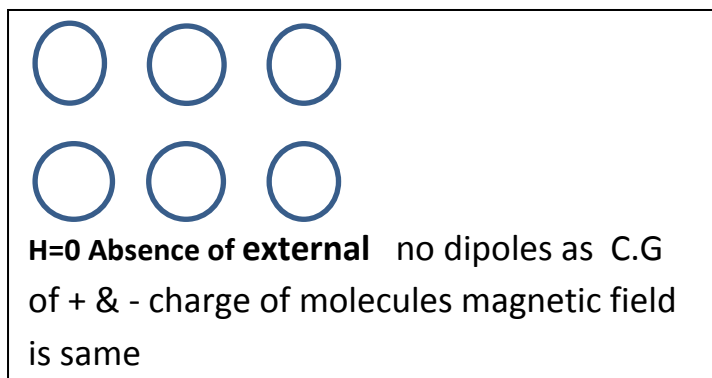 H=0 Absence of external no dipoles as C.G
of + & - charge of molecules magnetic field
is same